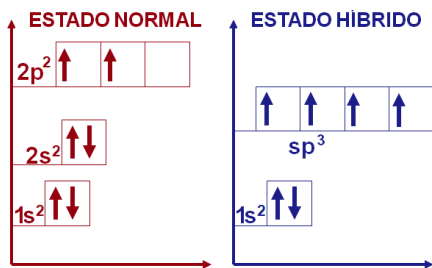 ESTADO NORMAL
2p²
2s²
1s²
ESTADO HÍBRIDO
sp³
1s²